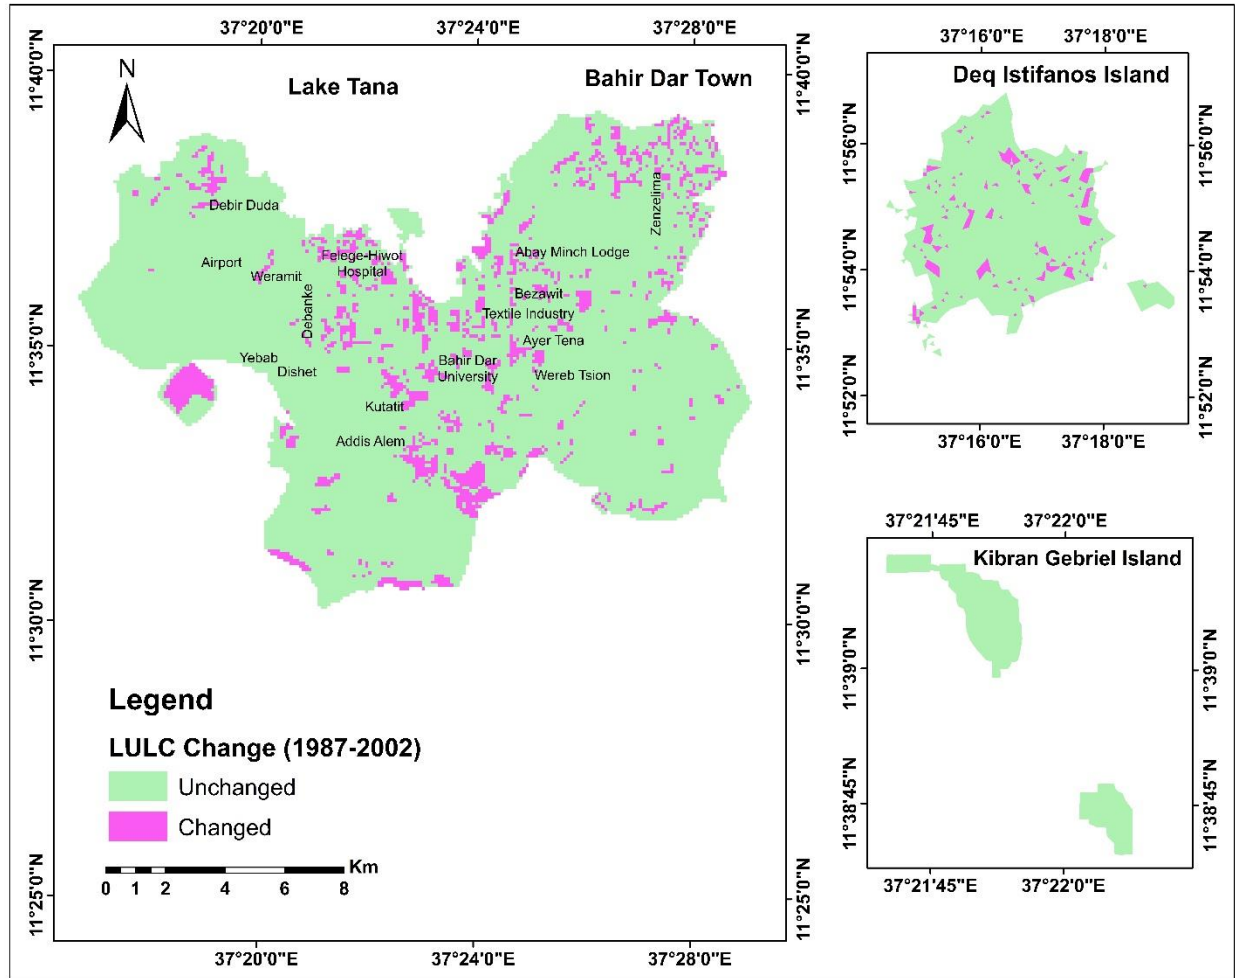 37°20'0"E
37°24'0"E
37°28'0"E
11°40'0"N
11°35'0"N
11°30'0"N
11°25'0"N
N
Lake Tana
Bahir Dar Town
Debir Duda
Zenzelima
Airport
Weramit
Felege-Hiwot
Hospital
Abay Minch Lodge
Debanke
Bezawit
Textile Industry
Ayer Tena
Yebab
Dishet
Bahir Dar
University
Wereb Tsion
Kutatit
Addis Alem
Legend
LULC Change (1987-2002)
Unchanged
Changed
Km
0 1 2 4 6 8
11°40'0"N
11°35'0"N
11°30'0"N
11°25'0"N
37°20'0"E
37°24'0"E
37°28'0"E
37°16'0"E
37°18'0"E
Deq Istifanos Island
11°56'0"N
11°54'0"N
11°52'0"N
11°56'0"N
11°54'0"N
11°52'0"N
37°16'0"E
37°18'0"E
37°21'45"E
37°22'0"E
Kibran Gebriel Island
11°39'0"N
11°38'45"N
11°39'0"N
11°38'45"N
37°21'45"E
37°22'0"E